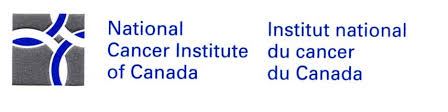 National
Cancer Institute
of Canada
Institut national
du cancer
du Canada